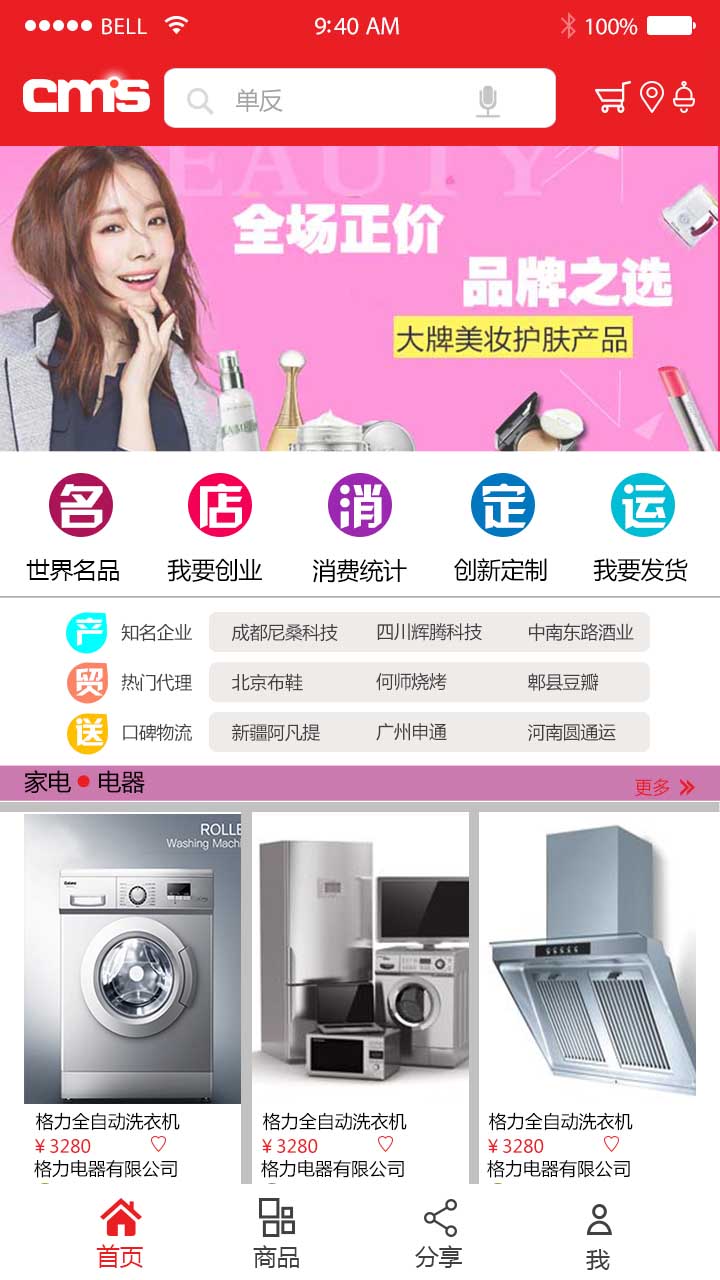 BELL 9:40 AM 100%
cms 单反
BEAUTY
全场正价
品牌之选
大牌美妆护肤产品
名 店 消 定 运
世界名品 我要创业 消费统计 创新定制 我要发货
产 知名企业 成都尼桑科技 四川辉腾科技 中南东路酒业
贸 热门代理 北京布鞋 何师烧烤 郫县豆瓣
送 口碑物流 新疆阿凡提 广州申通 河南圆通运
家电●电器 更多 »
ROLLE
Washing Machi
格力全自动洗衣机 格力全自动洗衣机 格力全自动洗衣机
¥ 3280 ¥ 3280 ¥ 3280
格力电器有限公司 格力电器有限公司 格力电器有限公司
首页 商品 分享 我